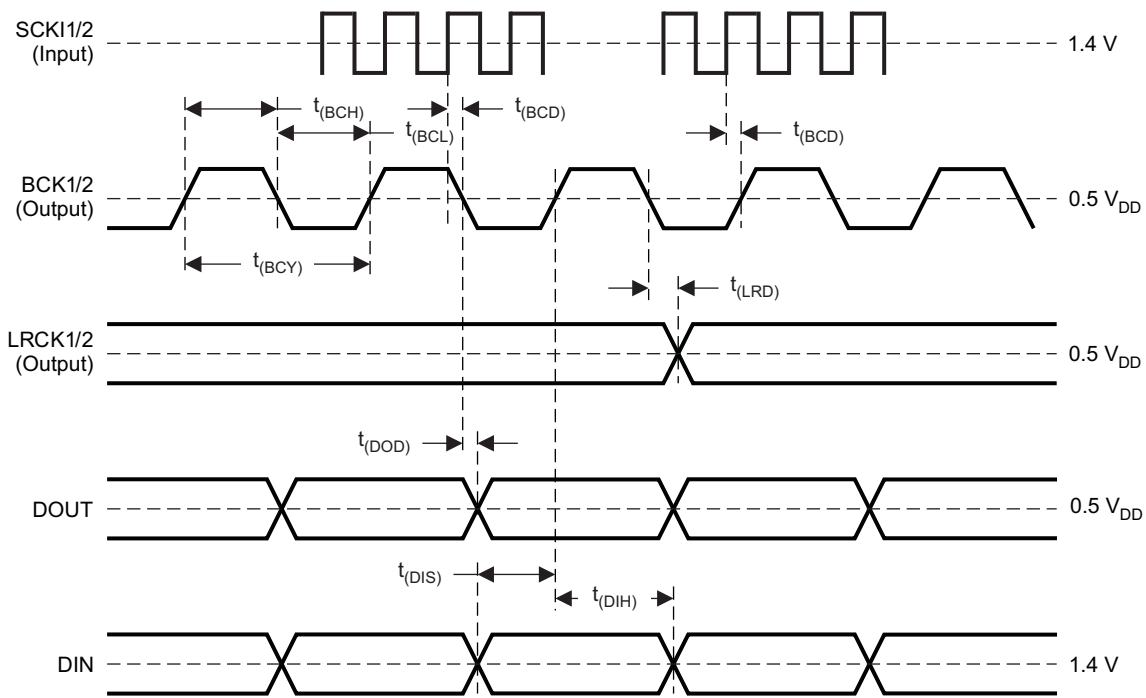 SCKI1/2
(Input)
1.4 V
t(BCH)
t(BCL)
t(BCD)
t(BCD)
BCK1/2
(Output)
0.5 VDD
t(BCY)
t(LRD)
LRCK1/2
(Output)
0.5 VDD
t(DOD)
DOUT
0.5 VDD
t(DIS)
t(DIH)
DIN
1.4 V